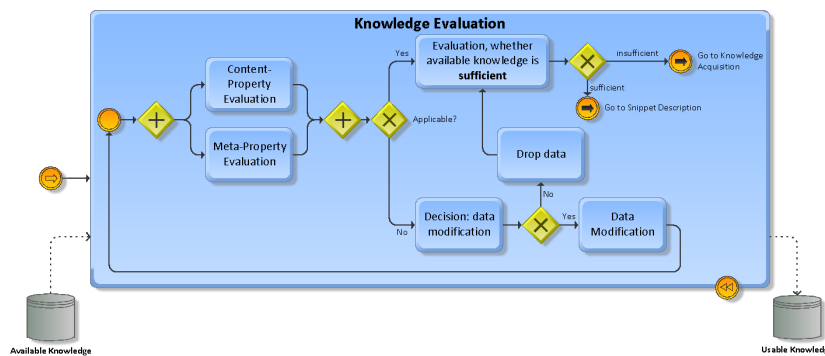 Knowledge Evaluation
Yes
Evaluation, whether
available knowledge is
sufficient
insufficient
Go to Knowledge
Acquisition
sufficient
Go to Snippet Description
Content-
Property
Evaluation
Applicable?
Meta-Property
Evaluation
Drop data
No
No
Decision: data
modification
Yes
Data
Modification
Available Knowledge
Usable Knowled